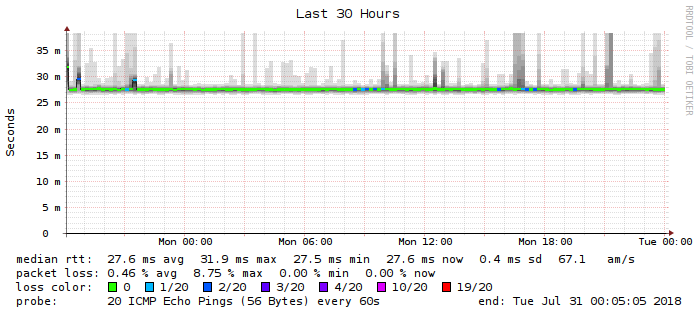 Last 30 Hours
RRDTOOL / TOBI OETIKER
Seconds
35 m
30 m
25 m
20 m
15 m
10 m
5 m
0
Mon 00:00 Mon 06:00 Mon 12:00 Mon 18:00 Tue 00:00
median rtt: 27.6 ms avg 31.9 ms max 27.5 ms min 27.6 ms now 0.4 ms sd 67.1 am/s
packet loss: 0.46 % avg 8.75 % max 0.00 % min 0.00 % now
loss color: 0 1/20 2/20 3/20 4/20 10/20 19/20
probe: 20 ICMP Echo Pings (56 Bytes) every 60s end: Tue Jul 31 00:05:05 2018